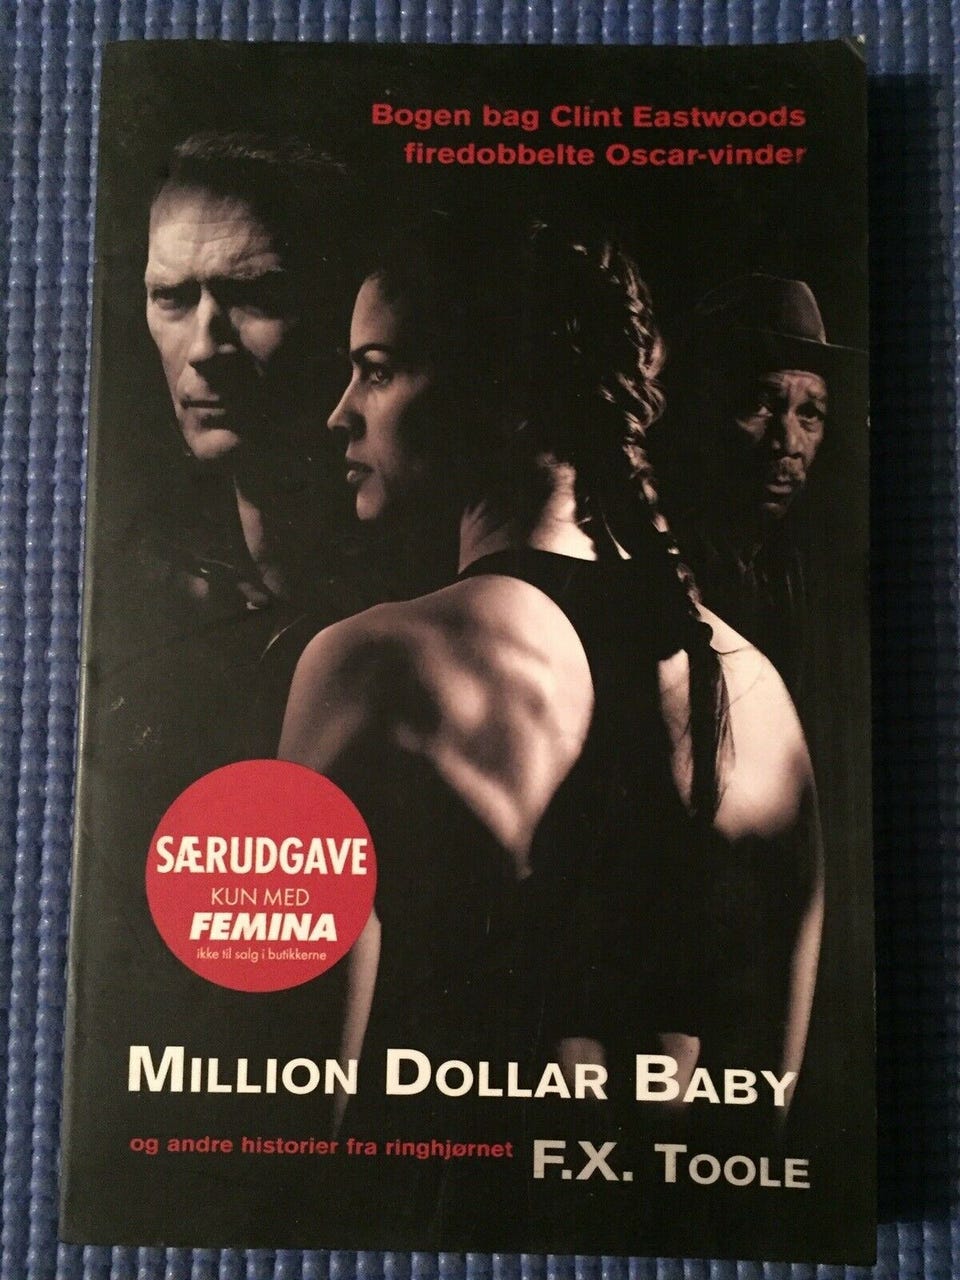 Bogen bag Clint Eastwoods
firedobbelte Oscar-vinder
SÆRUDGAVE
KUN MED
FEMINA
ikke til salg i butikkerne
MILLION DOLLAR BABY
og andre historier fra ringhjørnet
F.X. TOOLE